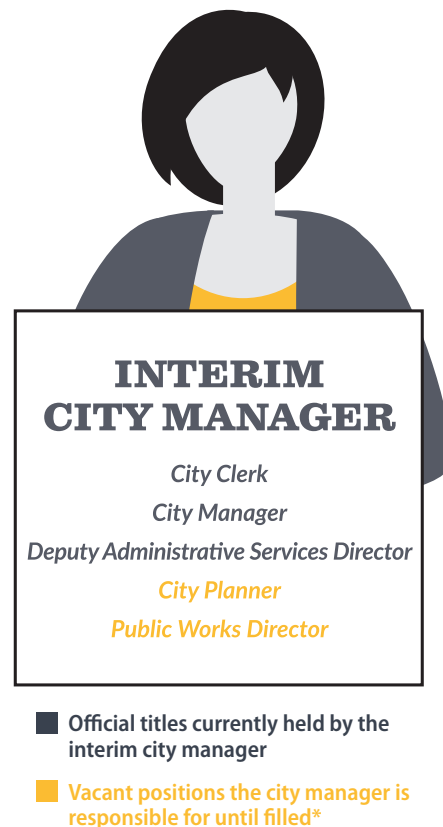 INTERIM
CITY MANAGER
City Clerk
City Manager
Deputy Administrative Services Director
City Planner
Public Works Director
Official titles currently held by the
interim city manager
Vacant positions the city manager is
responsible for until filled*